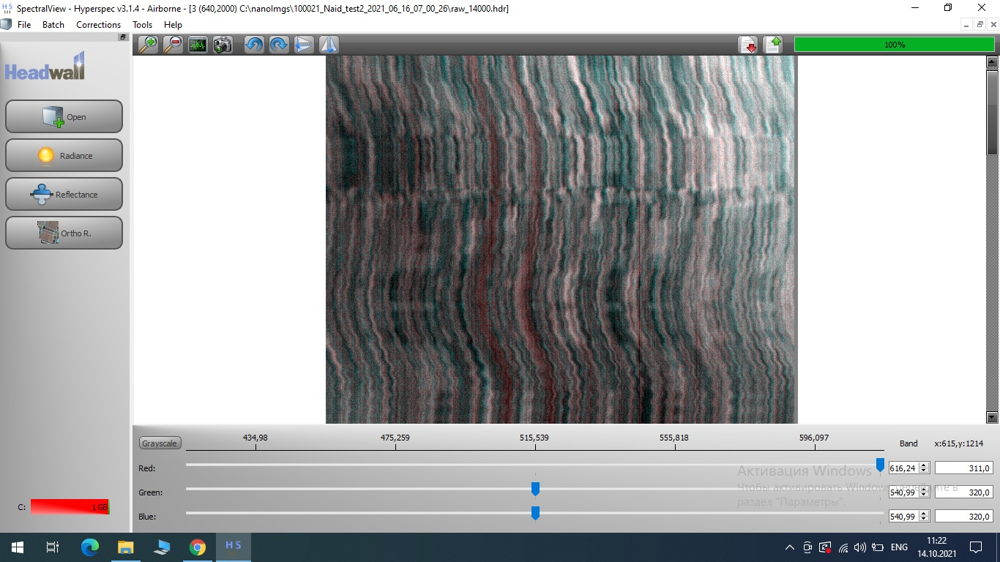 SpectralView - Hyperspec v3.1.4 - Airborne - [3 (640,2000) C:\nanoImgs\100021_Naid_test2_2021_06_16_07_00_26\raw_14000.hdr]
File Batch Corrections Tools Help
100%
Headwall
Open
Radiance
Reflectance
Ortho R.
Grayscale
434,98 475,259 515,539 555,818 596,097
Band x:615,y:1214
Red: 616,24 311,0
Green: 540,99 320,0
Blue: 540,99 320,0
Активация Windows
Чтобы активировать Windows, перейдите в
раздел "Параметры".
C: 1 GB
H S
ENG
11:22
14.10.2021